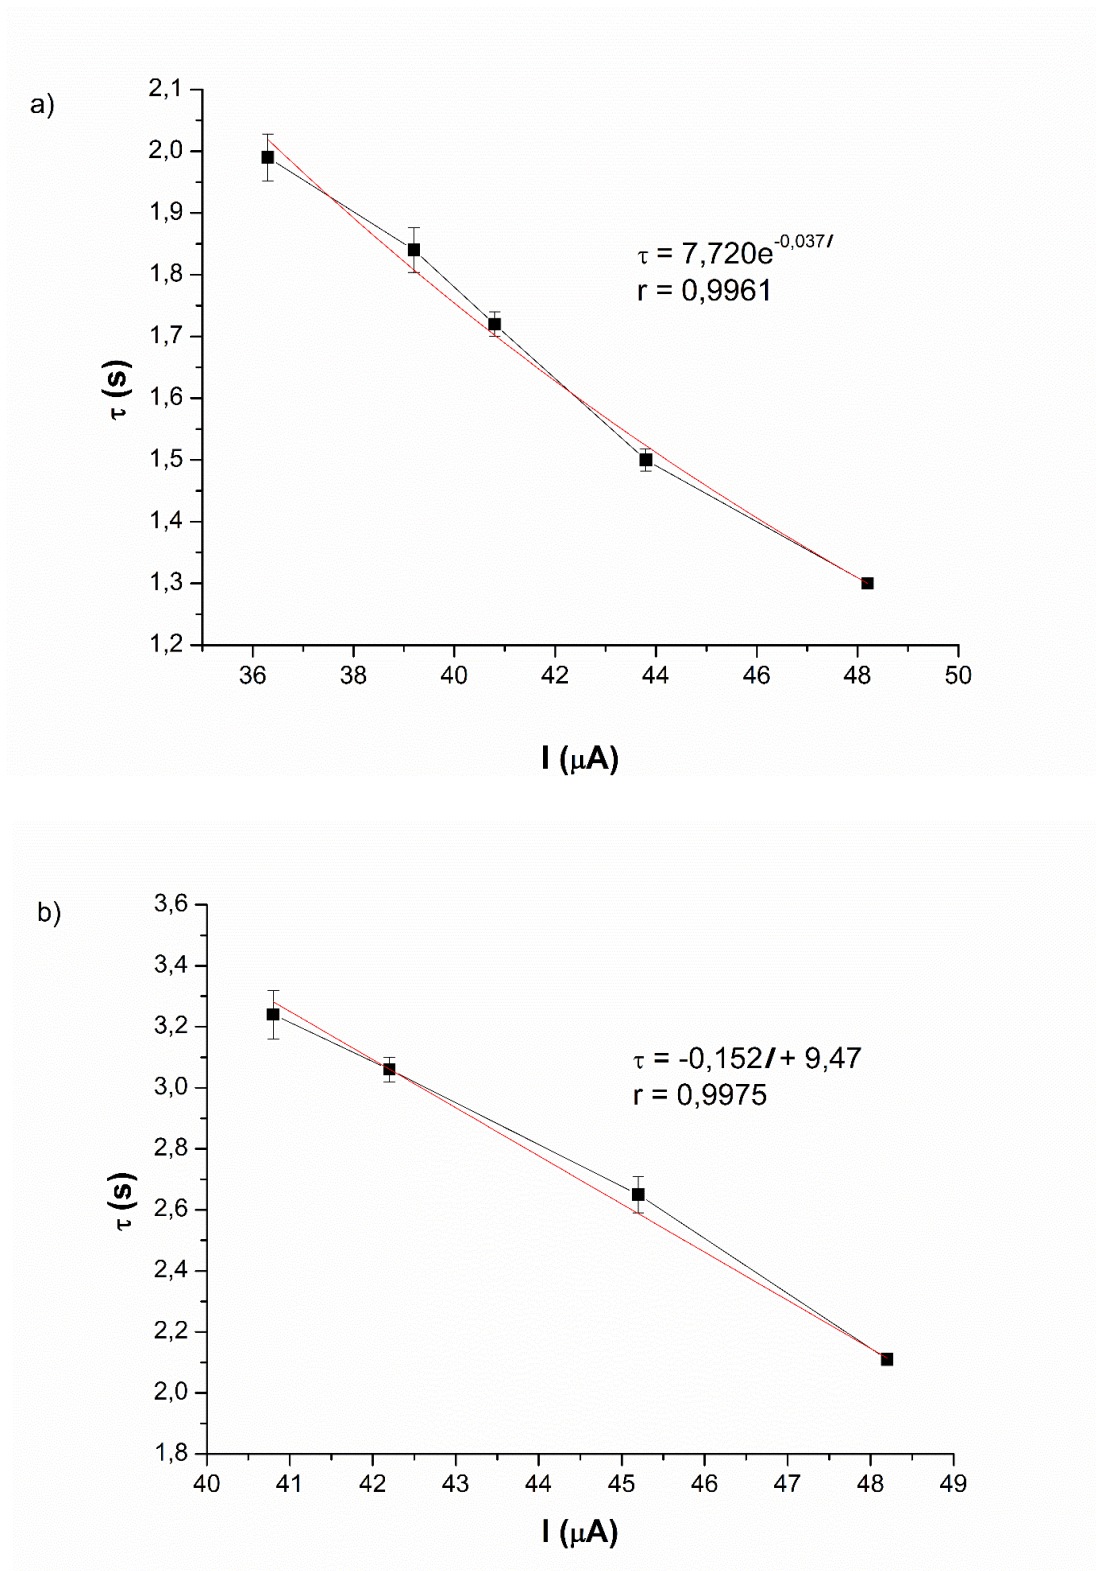 a)
2,1
2,0
1,9
1,8
1,7
1,6
1,5
1,4
1,3
1,2
τ (s)
τ = 7,720e^-0,037I
r = 0,9961
36 38 40 42 44 46 48 50
I (μA)
b)
3,6
3,4
3,2
3,0
2,8
2,6
2,4
2,2
2,0
1,8
τ (s)
τ = -0,152I + 9,47
r = 0,9975
40 41 42 43 44 45 46 47 48 49
I (μA)